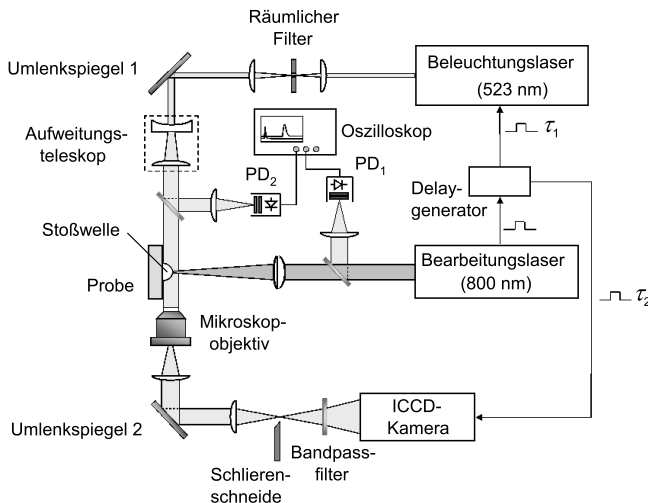 Räumlicher
Filter
Umlenkspiegel 1
Beleuchtungslaser
(523 nm)
Aufweitungs-
teleskop
Oszilloskop
τ1
PD2
PD1
Delay-
generator
Stoßwelle
Probe
Bearbeitungslaser
(800 nm)
τ2
Mikroskop-
objektiv
Umlenkspiegel 2
ICCD-
Kamera
Schlieren-
schneide
Bandpass-
filter